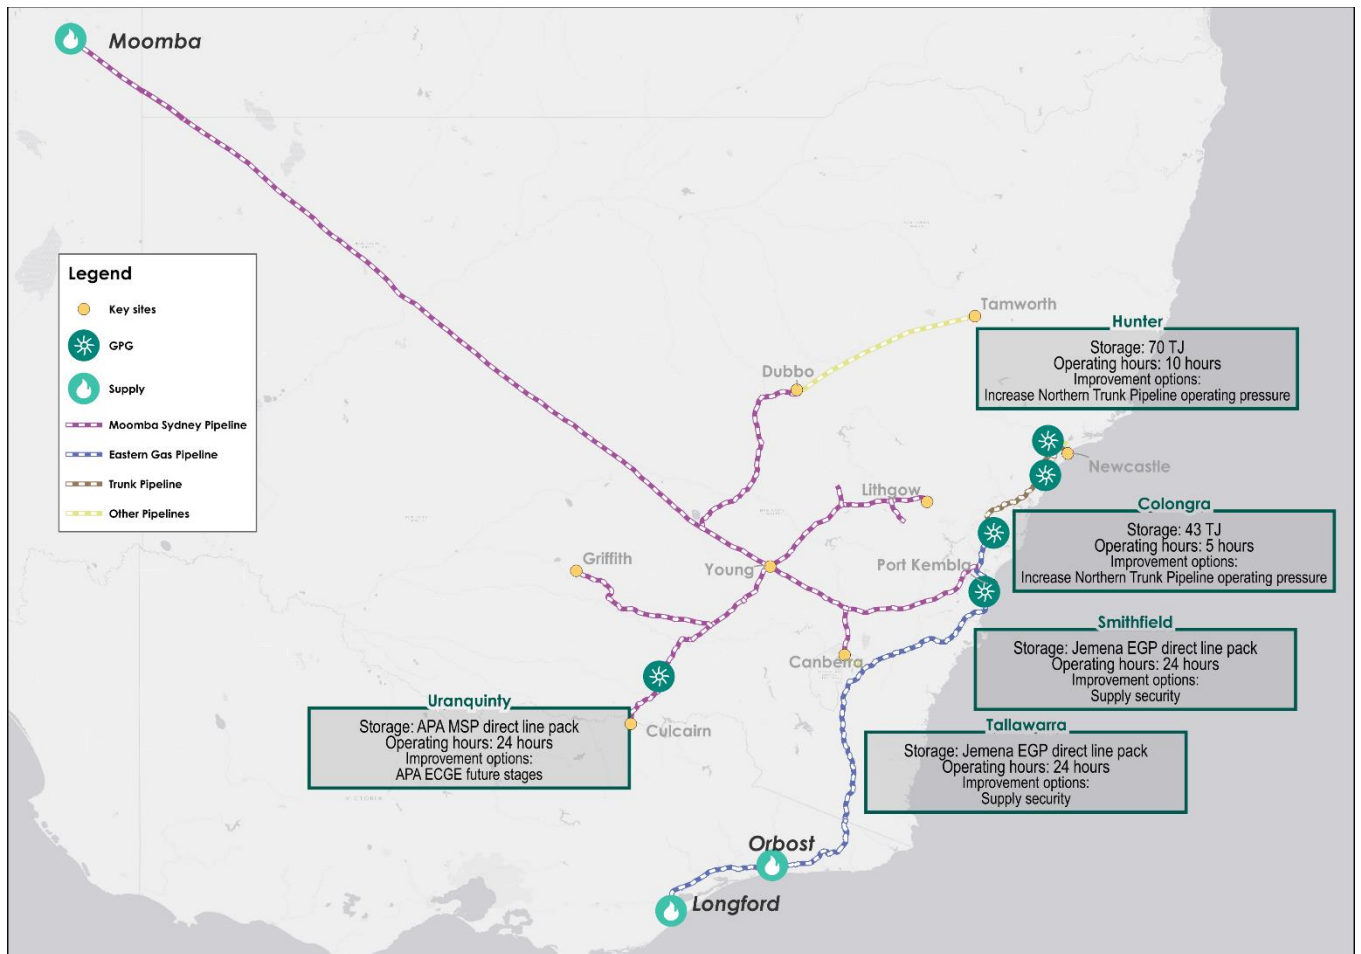 Moomba
Legend
Key sites
GPG
Supply
Moomba Sydney Pipeline
Eastern Gas Pipeline
Trunk Pipeline
Other Pipelines
Tamworth
Hunter
Storage: 70 TJ
Operating hours: 10 hours
Improvement options:
Increase Northern Trunk Pipeline operating pressure
Dubbo
Newcastle
Lithgow
Colongra
Storage: 43 TJ
Operating hours: 5 hours
Improvement options:
Increase Northern Trunk Pipeline operating pressure
Griffith
Young
Port Kembla
Smithfield
Storage: Jemena EGP direct line pack
Operating hours: 24 hours
Improvement options:
Supply security
Canberra
Uranquinty
Storage: APA MSP direct line pack
Operating hours: 24 hours
Improvement options:
APA ECGE future stages
Culcairn
Tallawarra
Storage: Jemena EGP direct line pack
Operating hours: 24 hours
Improvement options:
Supply security
VICTORIA
Orbost
Longford